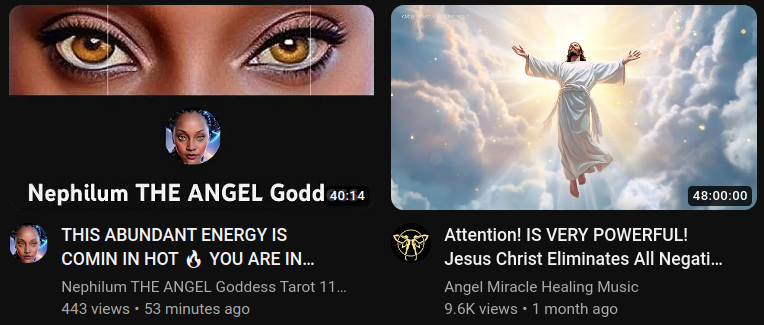 Nephilum THE ANGEL Godd
40:14
48:00:00
THIS ABUNDANT ENERGY IS
COMIN IN HOT 🔥 YOU ARE IN…
Nephilum THE ANGEL Goddess Tarot 11…
443 views • 53 minutes ago
Attention! IS VERY POWERFUL!
Jesus Christ Eliminates All Negati…
Angel Miracle Healing Music
9.6K views • 1 month ago